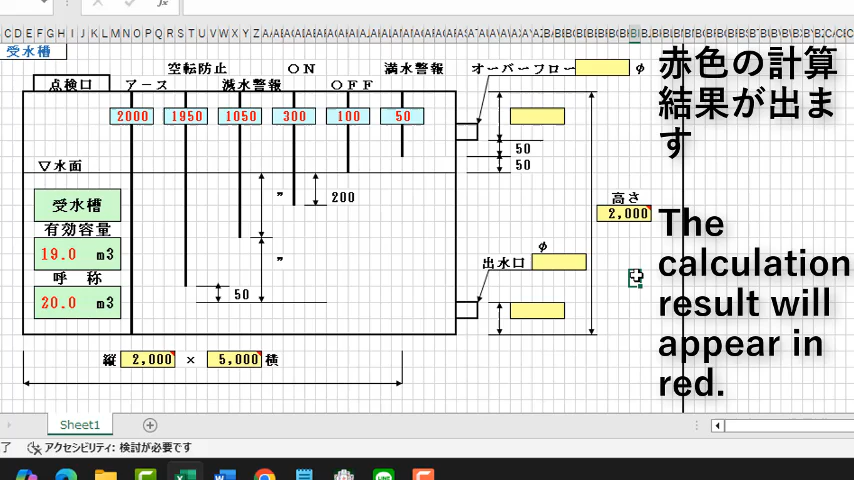 受水槽
空転防止 ON 満水警報 オーバーフロー φ
点検口 アース 減水警報 OFF
2000 1950 1050 300 100 50
50
50
▽水面
200
"
高さ
2,000
受水槽
有効容量
19.0 m3
呼 称
20.0 m3
φ
出水口
"
50
縦 2,000 × 5,000 横
赤色の計算
結果が出ま
す
The
calculation
result will
appear in
red.
Sheet1
了 アクセシビリティ: 検討が必要です